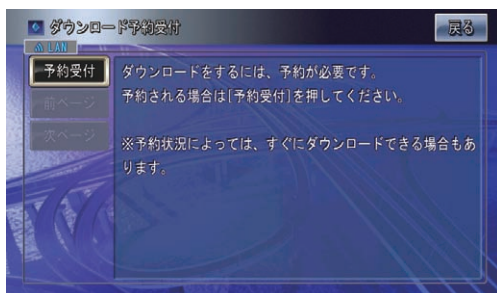 ダウンロード予約受付
戻る
LAN
予約受付
前ページ
次ページ
ダウンロードをするには、予約が必要です。
予約される場合は[予約受付]を押してください。
※予約状況によっては、すぐにダウンロードできる場合もあ
ります。